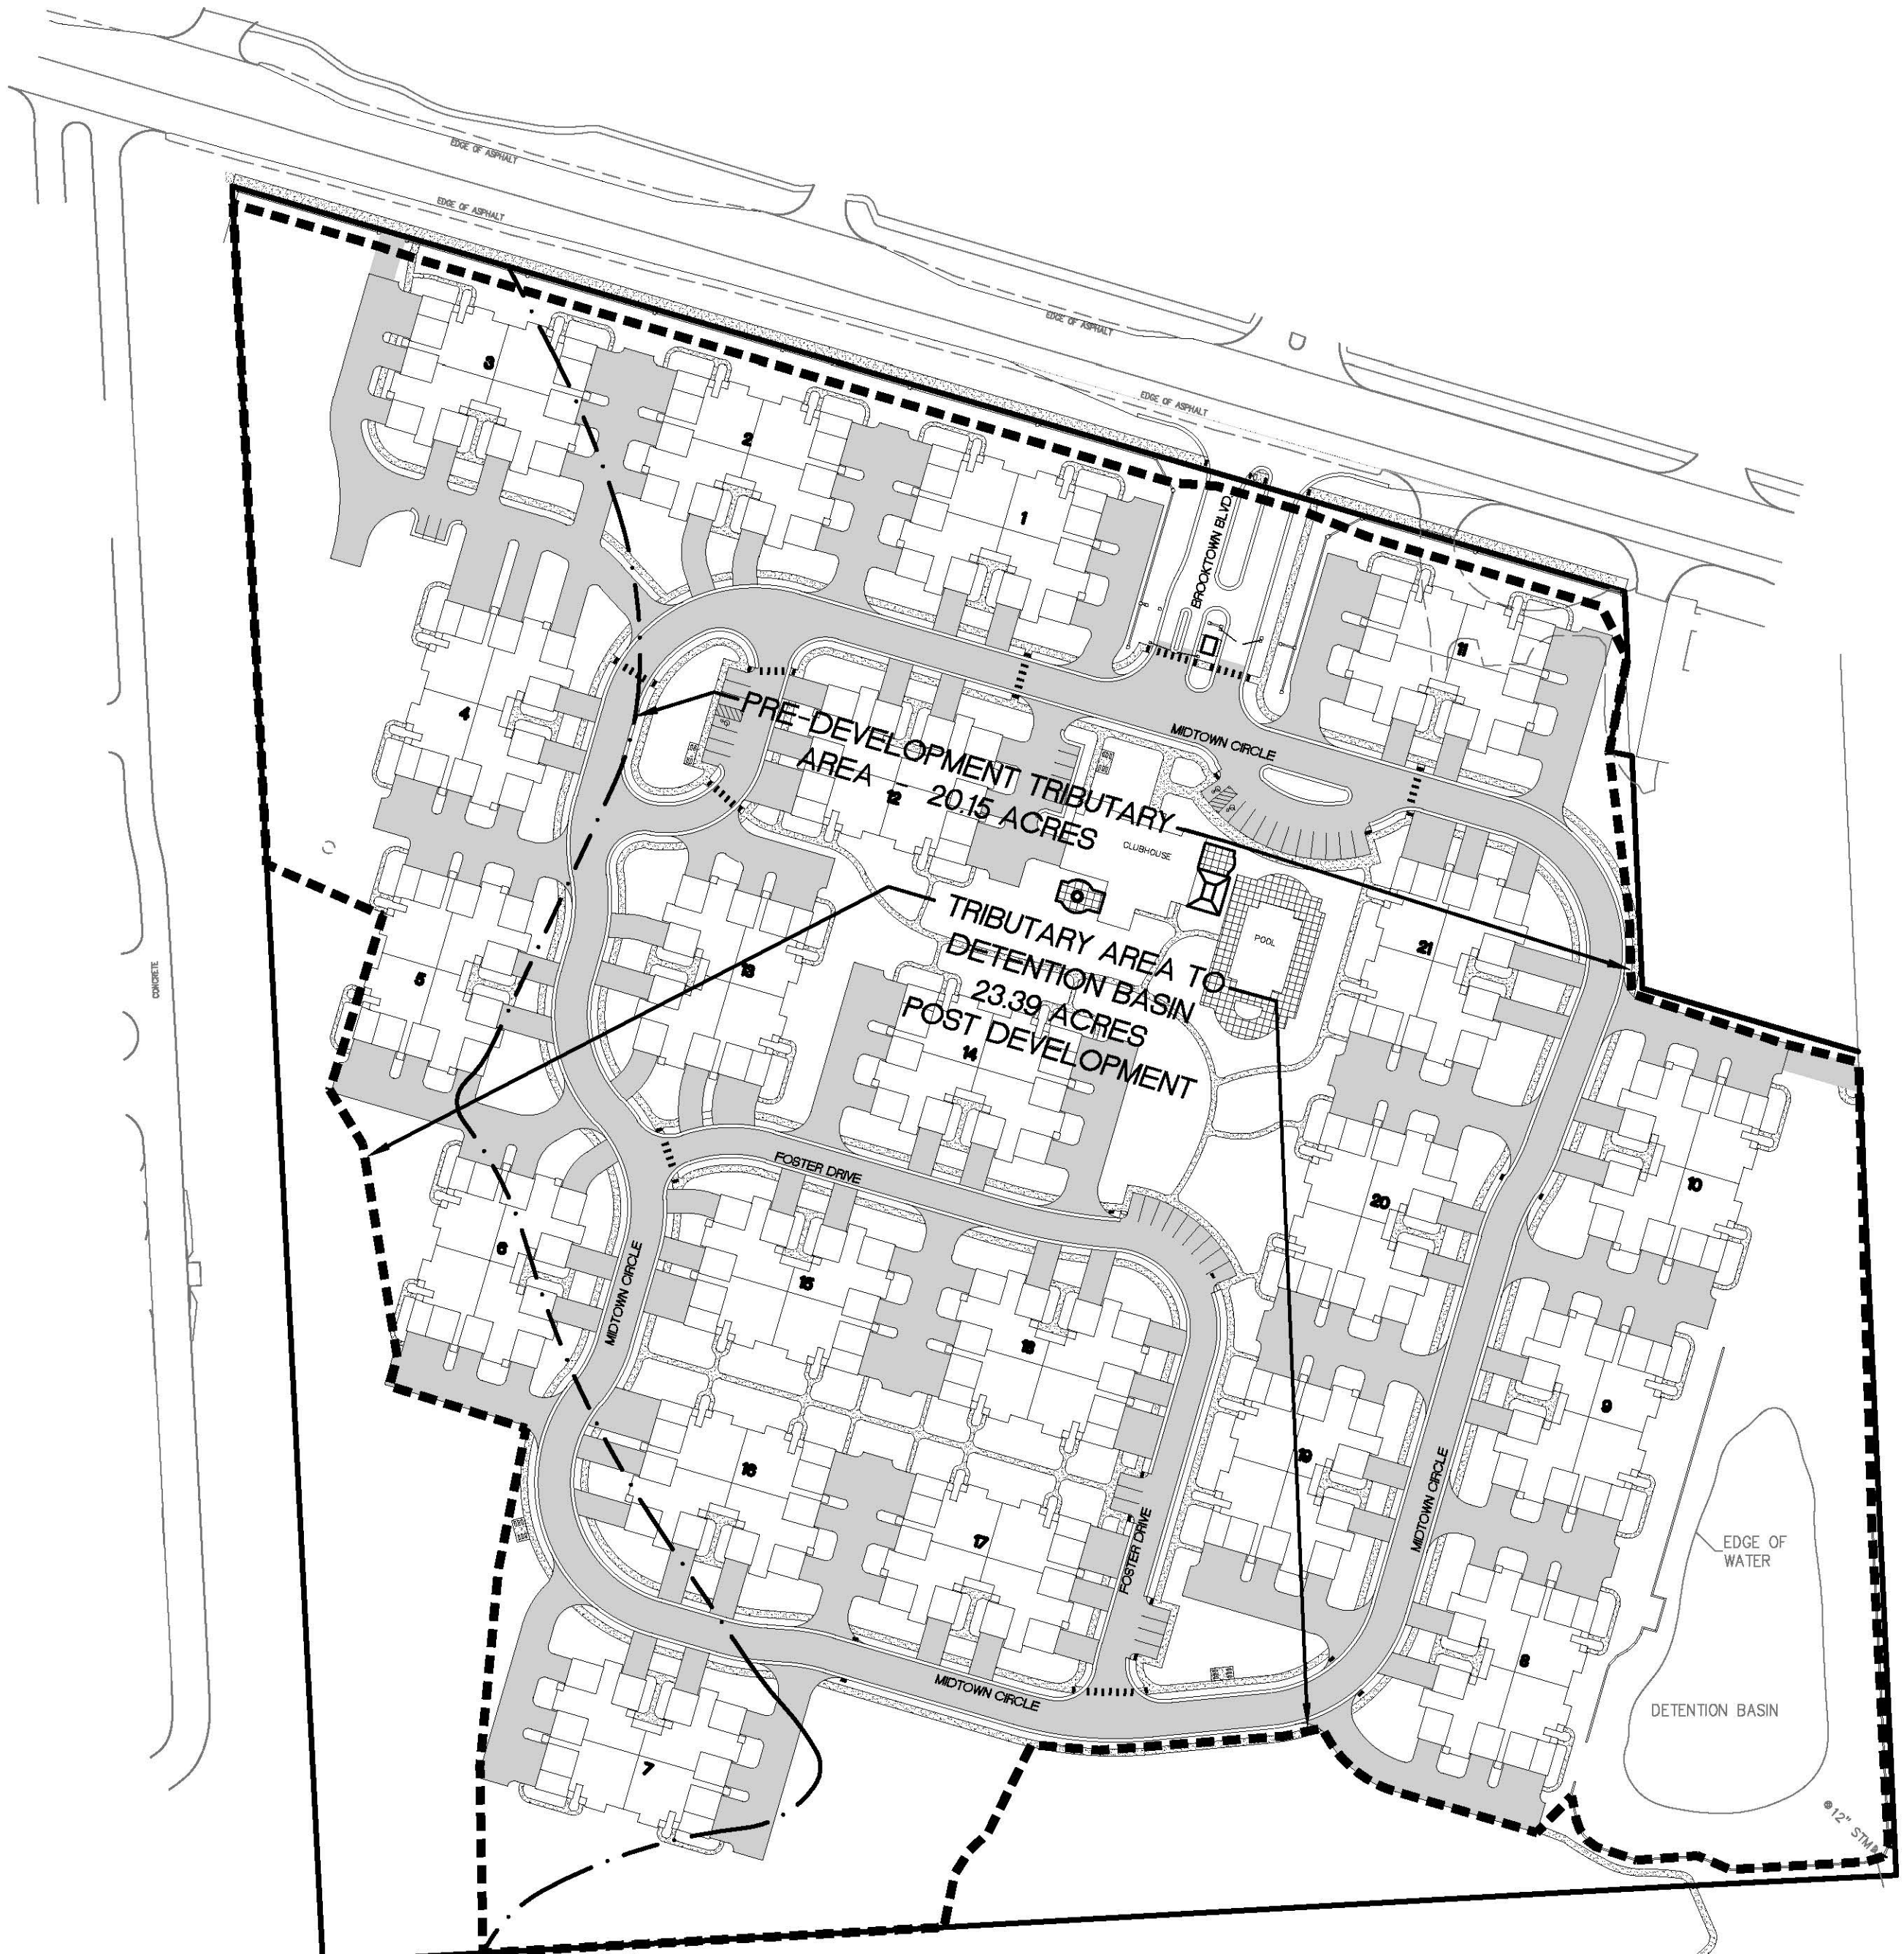 EDGE OF ASPHALT
EDGE OF ASPHALT
EDGE OF ASPHALT
EDGE OF ASPHALT
3
2
1
BROOKTOWN BLVD.
11
4
MIDTOWN CIRCLE
PRE-DEVELOPMENT TRIBUTARY
AREA - 20.15 ACRES
12
CLUBHOUSE
CONCRETE
5
13
TRIBUTARY AREA TO
DETENTION BASIN
23.39 ACRES
POST DEVELOPMENT
POOL
21
14
FOSTER DRIVE
10
20
6
MIDTOWN CIRCLE
15
18
9
16
19
17
FOSTER DRIVE
MIDTOWN CIRCLE
EDGE OF
WATER
8
MIDTOWN CIRCLE
DETENTION BASIN
7
12" STM